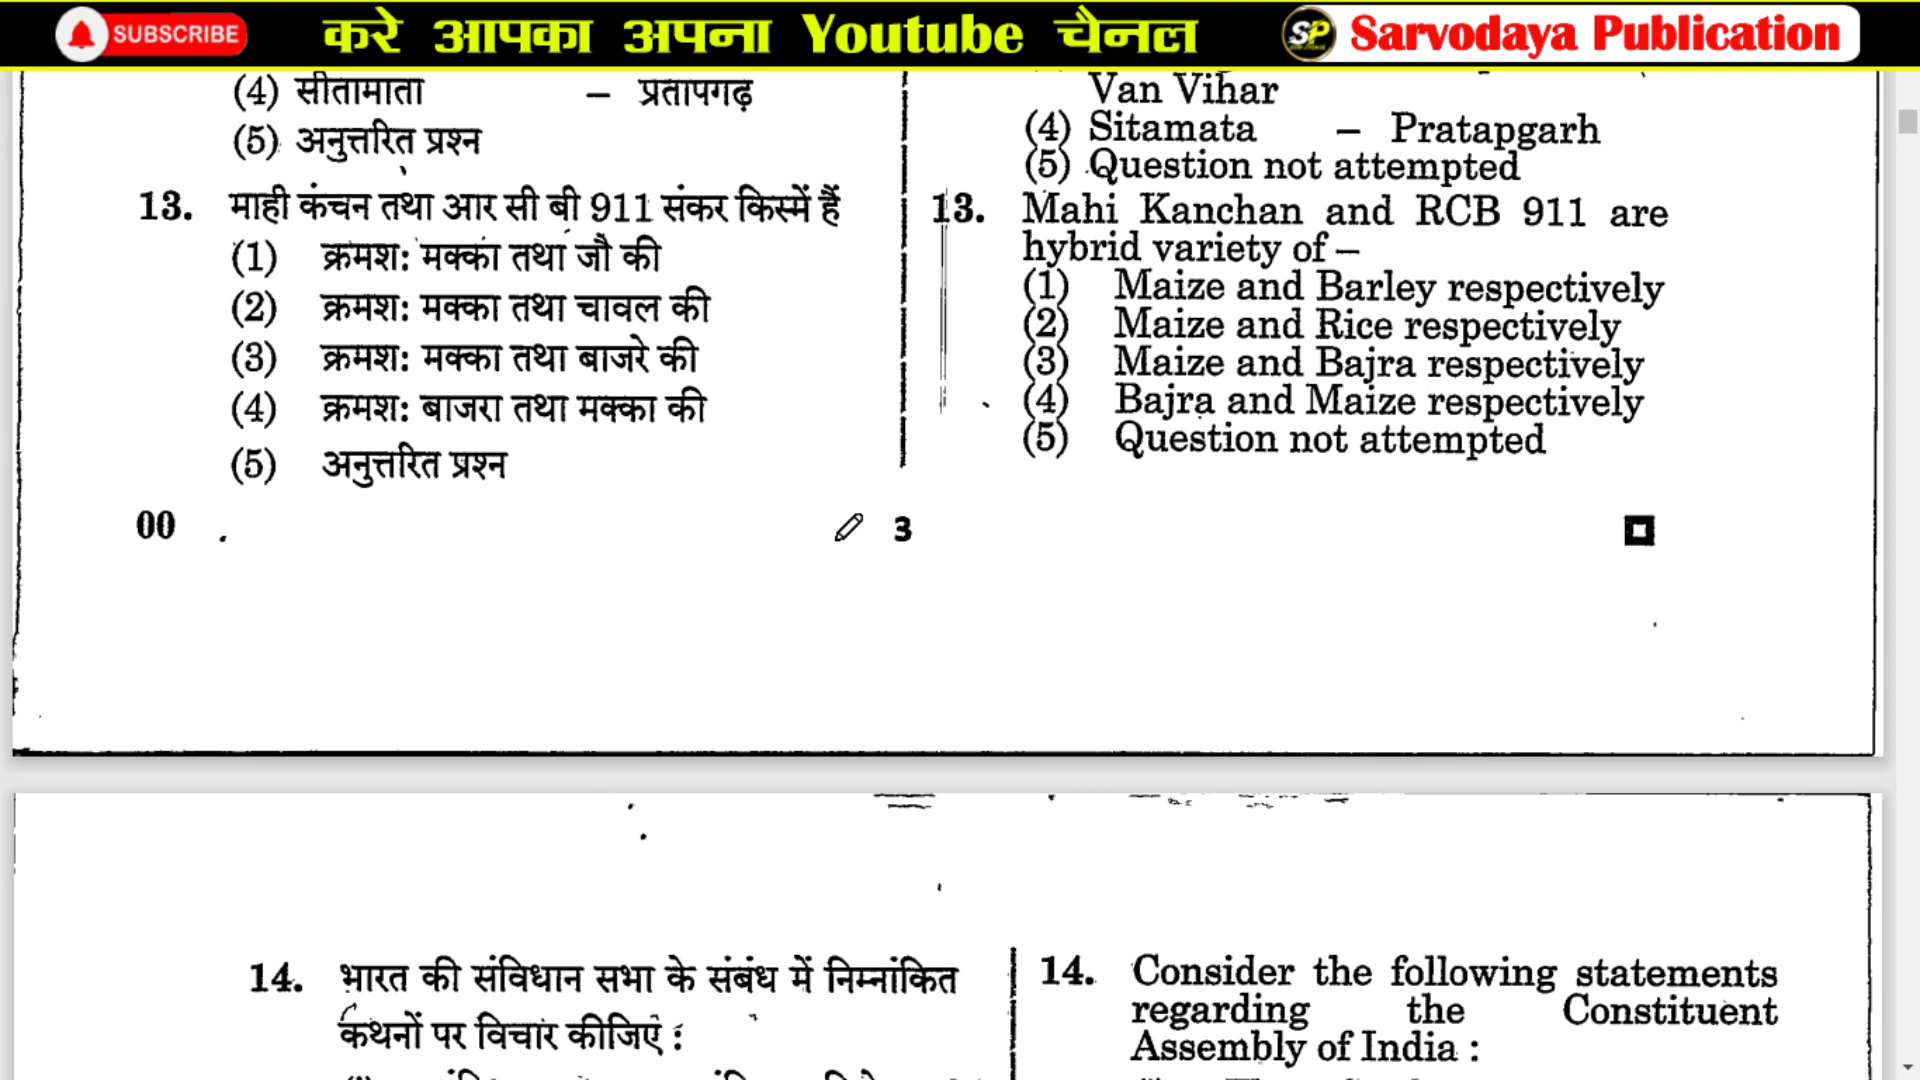 SUBSCRIBE
करे आपका अपना Youtube चैनल
SP
Sarvodaya Publication
(4) सीतामाता – प्रतापगढ़
(5) अनुत्तरित प्रश्न
13. माही कंचन तथा आर सी बी 911 संकर किस्में हैं
(1) क्रमश: मक्का तथा जौ की
(2) क्रमश: मक्का तथा चावल की
(3) क्रमश: मक्का तथा बाजरे की
(4) क्रमश: बाजरा तथा मक्का की
(5) अनुत्तरित प्रश्न
Van Vihar
(4) Sitamata – Pratapgarh
(5) Question not attempted
13. Mahi Kanchan and RCB 911 are
hybrid variety of –
(1) Maize and Barley respectively
(2) Maize and Rice respectively
(3) Maize and Bajra respectively
(4) Bajra and Maize respectively
(5) Question not attempted
00
3
14. भारत की संविधान सभा के संबंध में निम्नांकित
कथनों पर विचार कीजिए :
14. Consider the following statements
regarding the Constituent
Assembly of India :